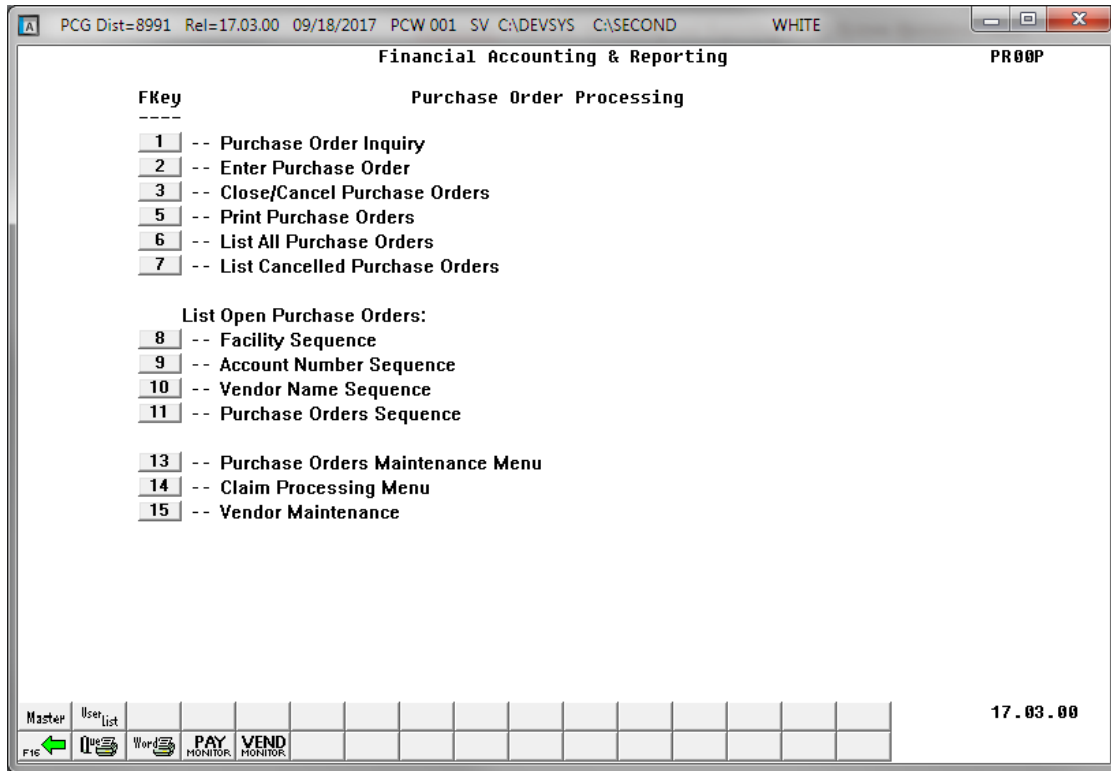 PCG Dist=8991 Rel=17.03.00 09/18/2017 PCW 001 SV C:\DEVSYS C:\SECOND WHITE
Financial Accounting & Reporting PR00P
FKey Purchase Order Processing
----
1 -- Purchase Order Inquiry
2 -- Enter Purchase Order
3 -- Close/Cancel Purchase Orders
5 -- Print Purchase Orders
6 -- List All Purchase Orders
7 -- List Cancelled Purchase Orders
List Open Purchase Orders:
8 -- Facility Sequence
9 -- Account Number Sequence
10 -- Vendor Name Sequence
11 -- Purchase Orders Sequence
13 -- Purchase Orders Maintenance Menu
14 -- Claim Processing Menu
15 -- Vendor Maintenance
Master User List 17.03.00
F16 Que Word PAY MONITOR VEND MONITOR